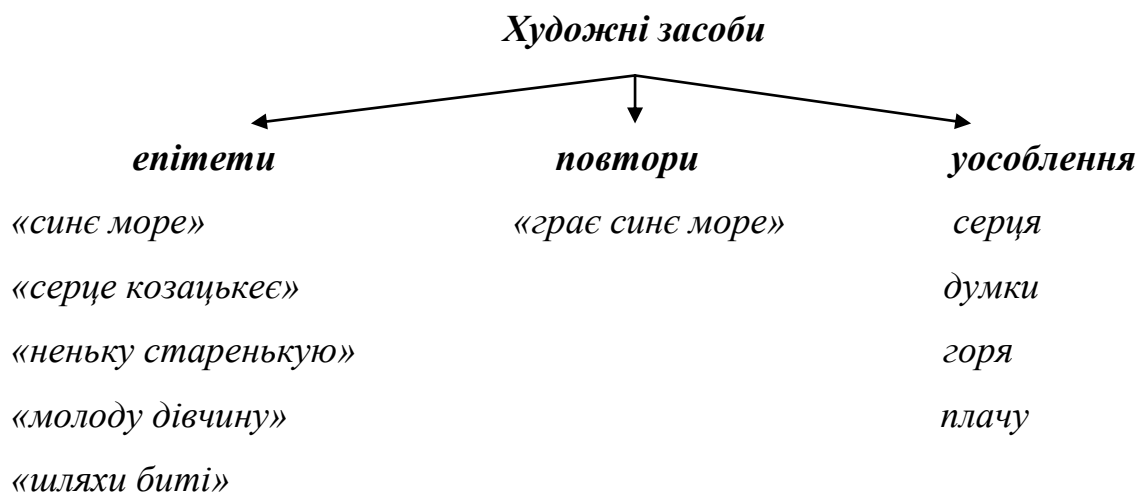 Художні засоби
епітети повтори уособлення
«синє море» «грає синє море» серця
«серце козацькеє» думки
«неньку старенькую» горя
«молоду дівчину» плачу
«шляхи биті»